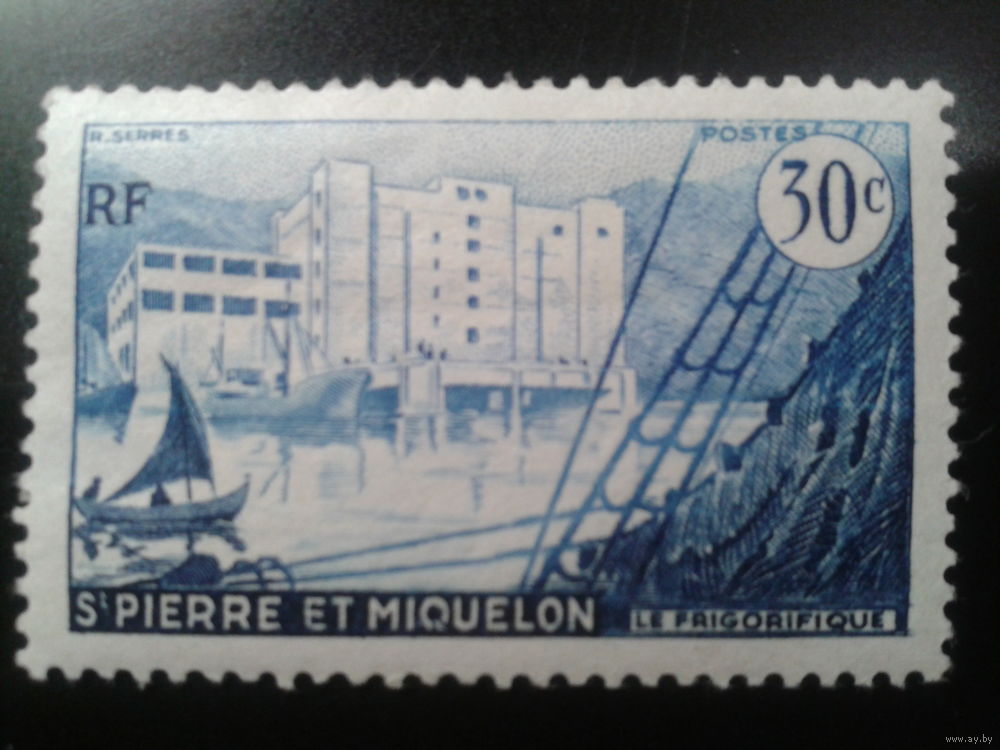 R. SERRES
POSTES
RF
30c
St PIERRE ET MIQUELON
LE FRIGORIFIQUE
www.ay.by